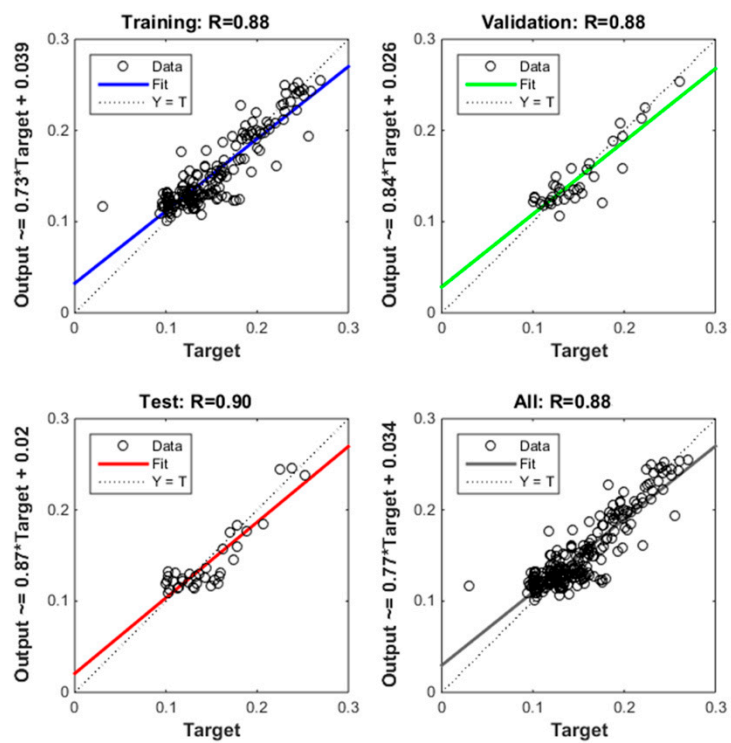 Training: R=0.88
Output ~= 0.73*Target + 0.039
0.3
0.2
0.1
0
Data
Fit
Y = T
0
0.1
0.2
0.3
Target
Validation: R=0.88
Output ~= 0.84*Target + 0.026
0.3
0.2
0.1
0
Data
Fit
Y = T
0
0.1
0.2
0.3
Target
Test: R=0.90
Output ~= 0.87*Target + 0.02
0.3
0.2
0.1
0
Data
Fit
Y = T
0
0.1
0.2
0.3
Target
All: R=0.88
Output ~= 0.77*Target + 0.034
0.3
0.2
0.1
0
Data
Fit
Y = T
0
0.1
0.2
0.3
Target